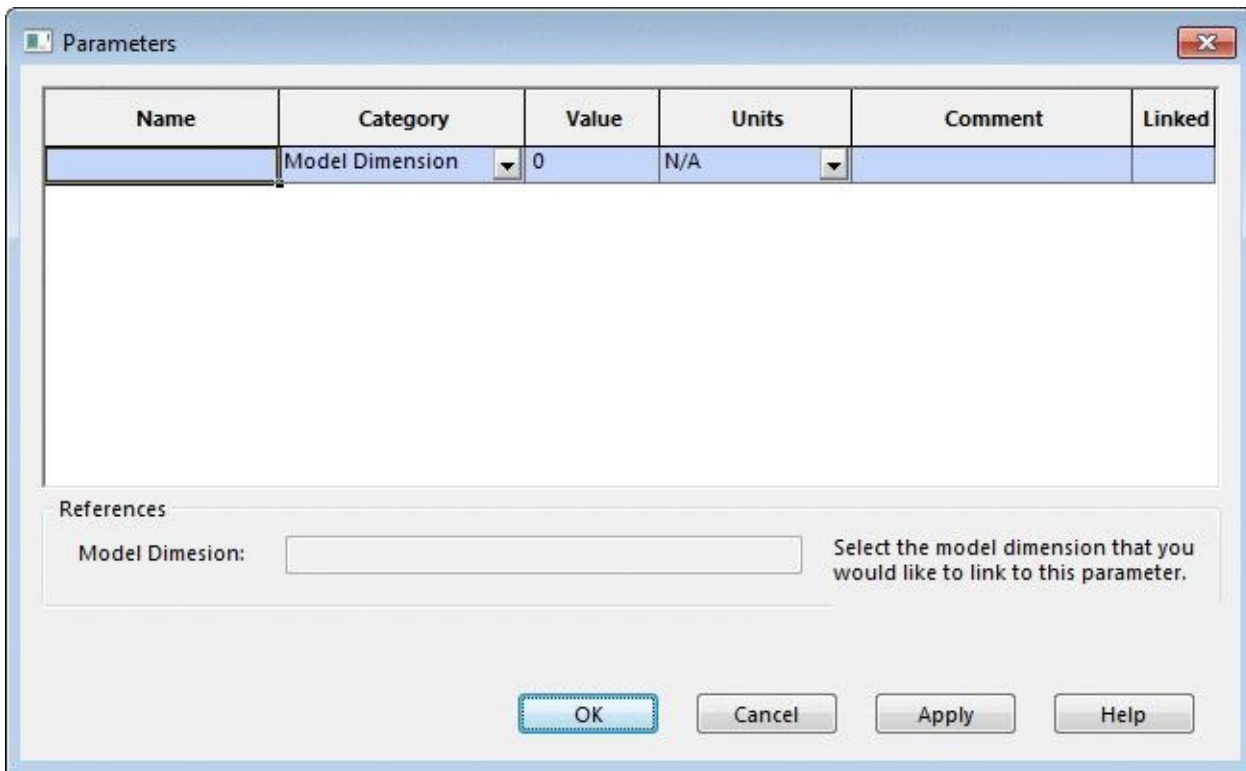 Parameters
Name Category Value Units Comment Linked
Model Dimension 0 N/A
References
Model Dimesion: Select the model dimension that you
would like to link to this parameter.
OK Cancel Apply Help